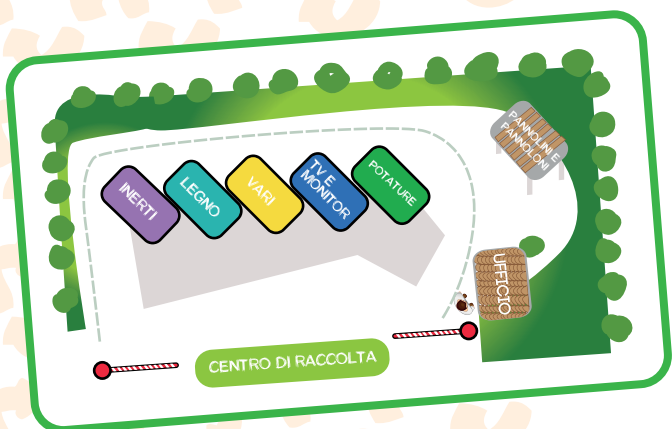 PANNOLINI E
PANNOLONI
INERTI
LEGNO
VARI
TV E
MONITOR
POTATURE
UFFICIO
CENTRO DI RACCOLTA